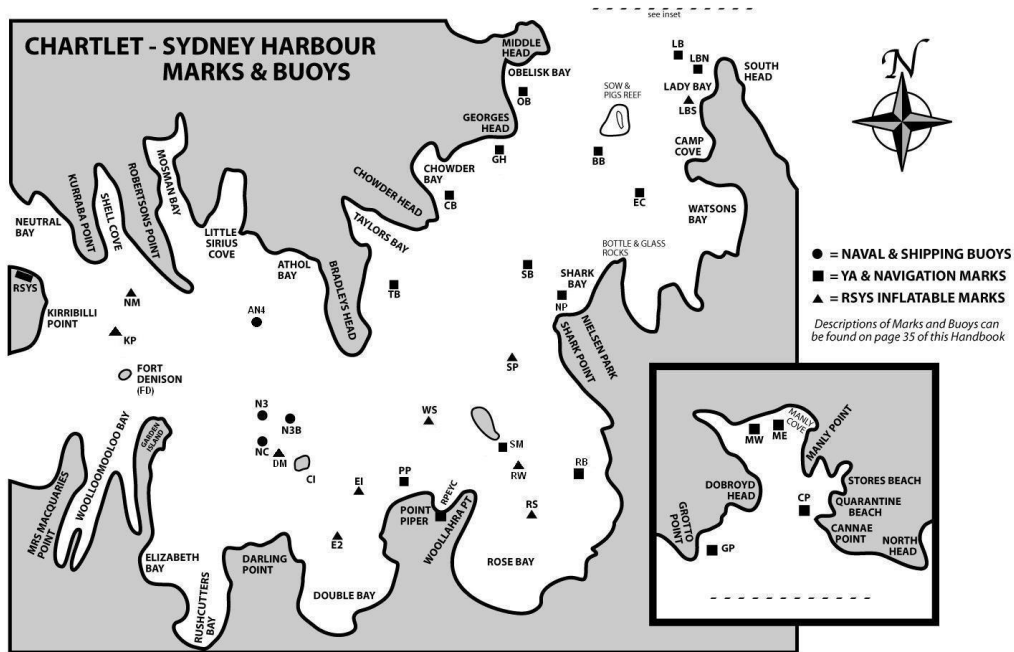 CHARTLET - SYDNEY HARBOUR
MARKS & BUOYS
see inset
MIDDLE
HEAD
OBELISK BAY
OB
GEORGES
HEAD
GH
SOW &
PIGS REEF
BB
LB
LBN
LADY BAY
LBS
SOUTH
HEAD
CAMP
COVE
N
CHOWDER
BAY
CB
CHOWDER HEAD
TAYLORS BAY
TB
EC
WATSONS
BAY
BOTTLE & GLASS
ROCKS
SB
SHARK
BAY
NP
NIELSEN PARK
SHARK POINT
SP
NEUTRAL
BAY
KURRABA POINT
SHELL COVE
ROBERTSONS POINT
MOSMAN BAY
LITTLE
SIRIUS
COVE
ATHOL
BAY
BRADLEYS HEAD
RSYS
KIRRIBILLI
POINT
NM
KP
AN4
FORT
DENISON
(FD)
N3
N3B
NC
DM
CI
WS
SM
RW
RB
RS
EI
E2
PP
RPEYC
POINT
PIPER
WOOLLAHRA PT
ROSE BAY
DOUBLE BAY
DARLING
POINT
RUSHCUTTERS
BAY
ELIZABETH
BAY
GARDEN
ISLAND
WOOLLOOMOOLOO BAY
MRS MACQUARIES
POINT
= NAVAL & SHIPPING BUOYS
= YA & NAVIGATION MARKS
= RSYS INFLATABLE MARKS
Descriptions of Marks and Buoys can
be found on page 35 of this Handbook
MW
ME
MANLY
COVE
MANLY POINT
DOBROYD
HEAD
GROTTO
POINT
GP
CP
STORES BEACH
QUARANTINE
BEACH
CANNAE
POINT
NORTH
HEAD